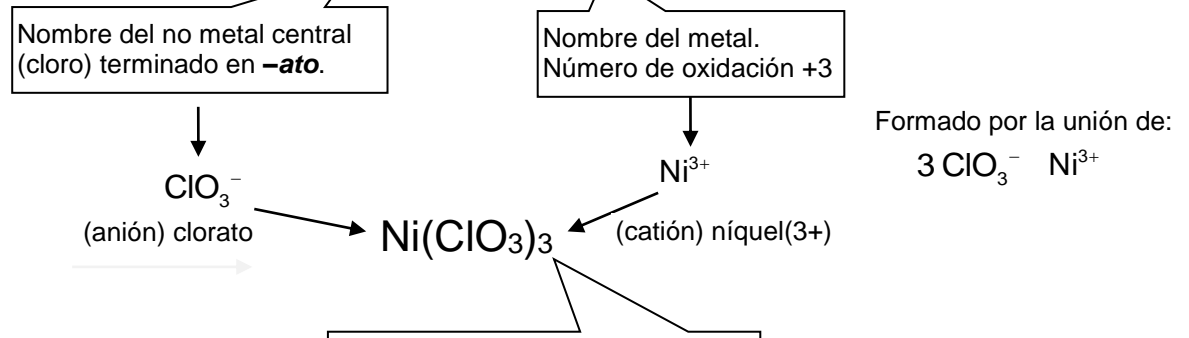 Nombre del no metal central
(cloro) terminado en –ato.
Nombre del metal.
Número de oxidación +3
Formado por la unión de:
3 ClO₃⁻ Ni³⁺
ClO₃⁻
(anión) clorato
Ni³⁺
(catión) níquel(3+)
Ni(ClO₃)₃